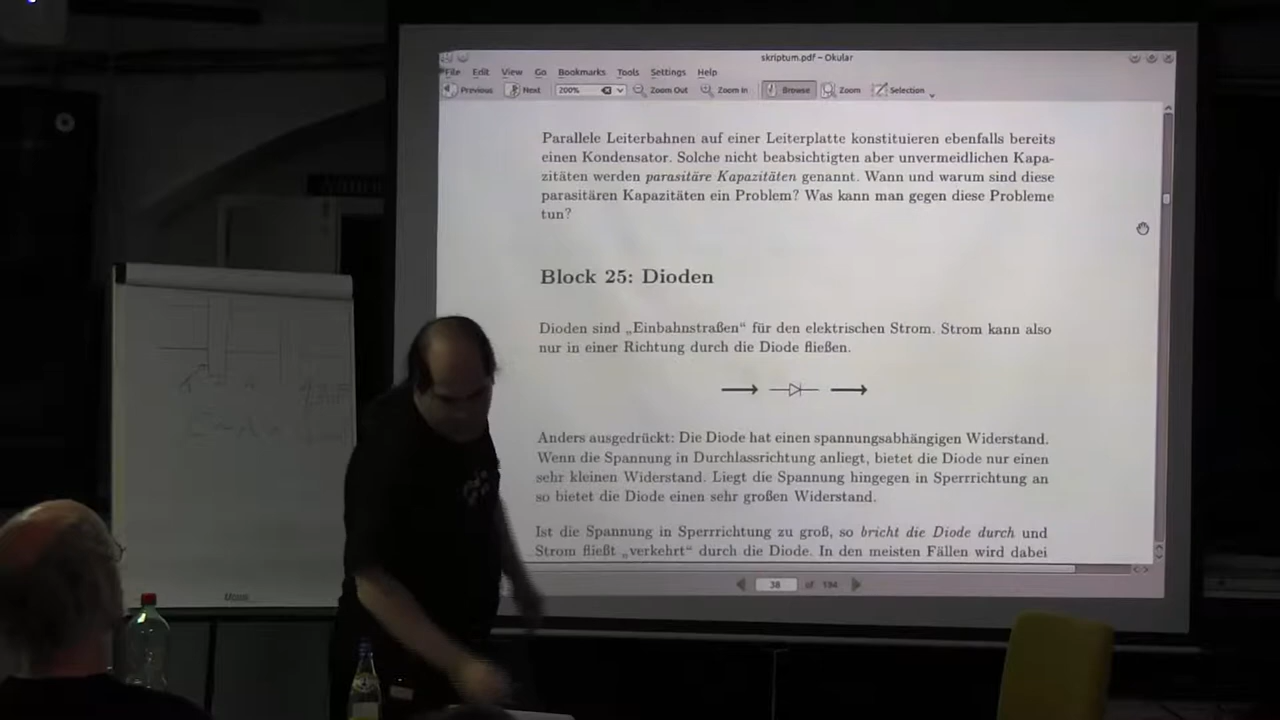 skriptum.pdf – Okular
File Edit View Go Bookmarks Tools Settings Help
Previous Next 200% Zoom Out Zoom In Browse Zoom Selection
Parallele Leiterbahnen auf einer Leiterplatte konstituieren ebenfalls bereits
einen Kondensator. Solche nicht beabsichtigten aber unvermeidlichen Kapa-
zitäten werden parasitäre Kapazitäten genannt. Wann und warum sind diese
parasitären Kapazitäten ein Problem? Was kann man gegen diese Probleme
tun?
Block 25: Dioden
Dioden sind „Einbahnstraßen“ für den elektrischen Strom. Strom kann also
nur in einer Richtung durch die Diode fließen.
Anders ausgedrückt: Die Diode hat einen spannungsabhängigen Widerstand.
Wenn die Spannung in Durchlassrichtung anliegt, bietet die Diode nur einen
sehr kleinen Widerstand. Liegt die Spannung hingegen in Sperrrichtung an
so bietet die Diode einen sehr großen Widerstand.
Ist die Spannung in Sperrrichtung zu groß, so bricht die Diode durch und
Strom fließt „verkehrt“ durch die Diode. In den meisten Fällen wird dabei
38 of 194